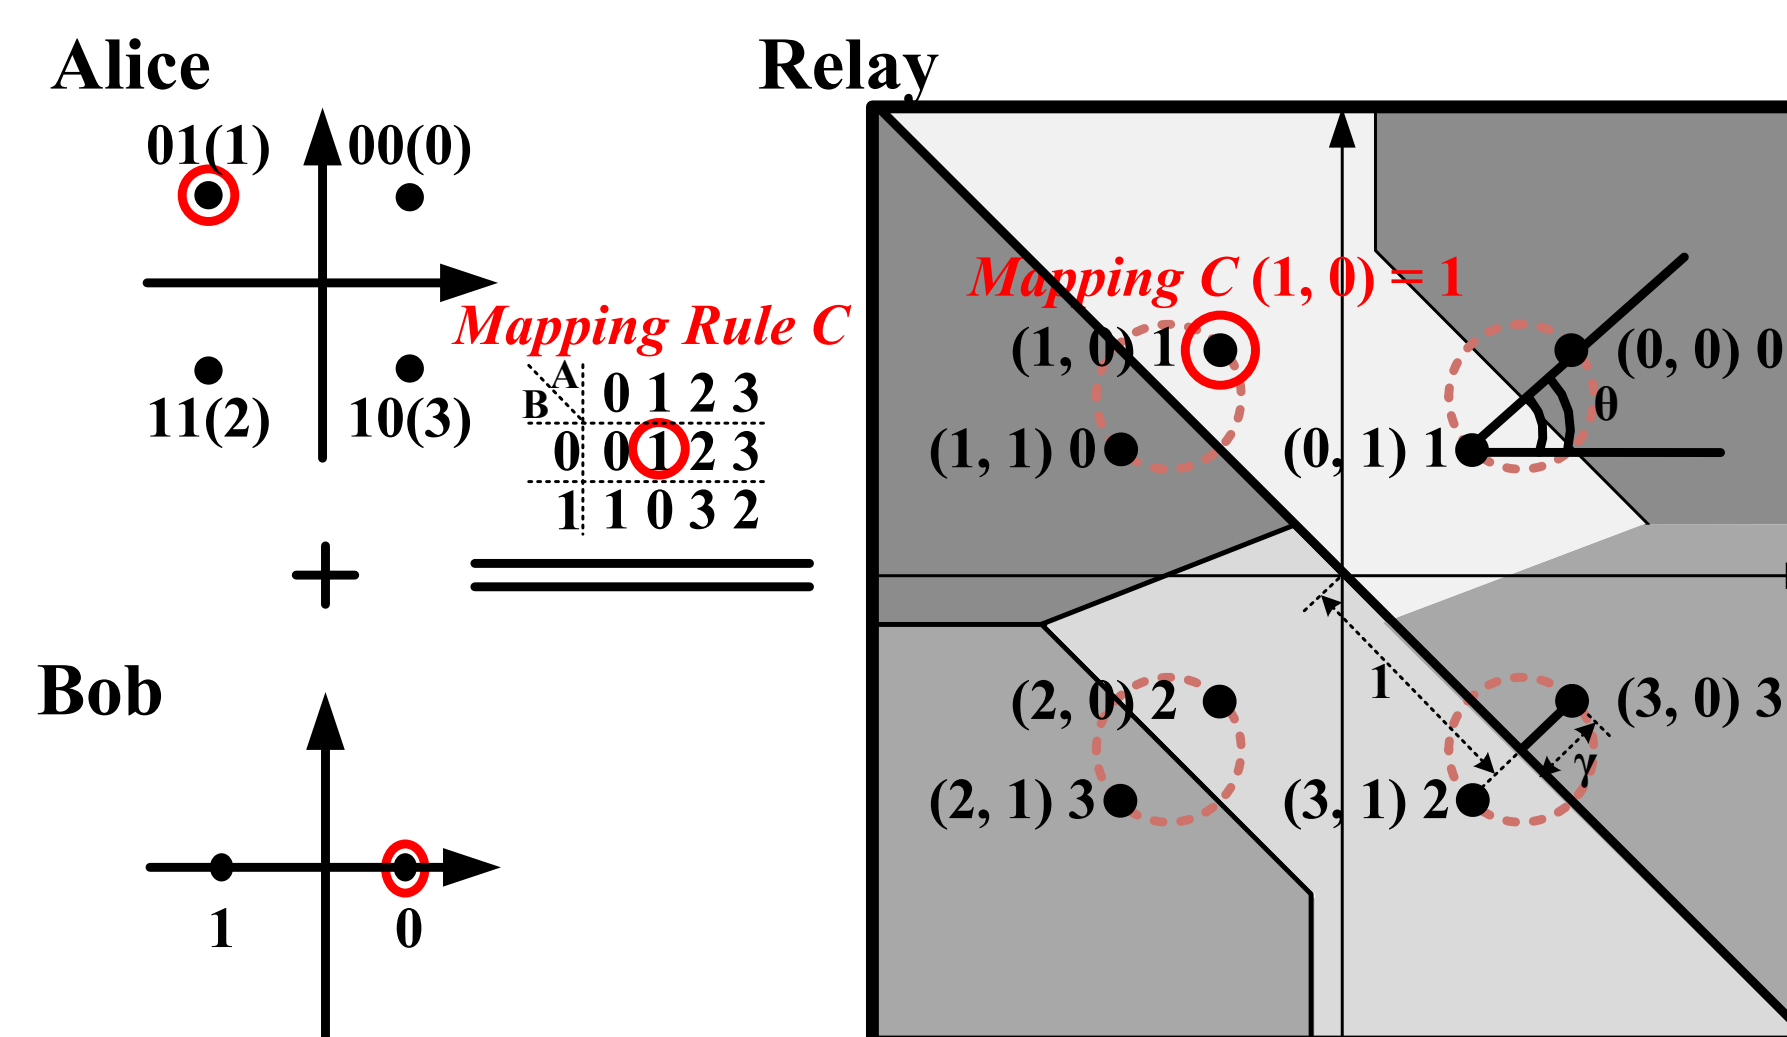 Alice
Relay
01(1) 00(0)
11(2) 10(3)
Mapping Rule C
A
B
0 1 2 3
0 0 1 2 3
1 1 0 3 2
Bob
1 0
Mapping C (1, 0) = 1
(1, 0) 1
(0, 0) 0
θ
(1, 1) 0
(0, 1) 1
1
(2, 0) 2
(3, 0) 3
γ
(2, 1) 3
(3, 1) 2